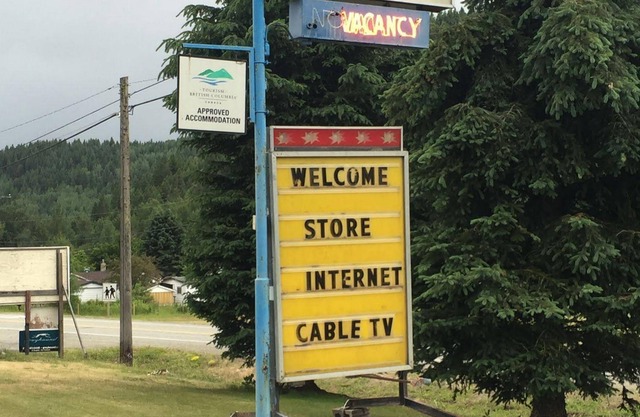 NO VACANCY
TOURISM
BRITISH COLUMBIA
APPROVED
ACCOMMODATION
WELCOME
STORE
INTERNET
CABLE TV